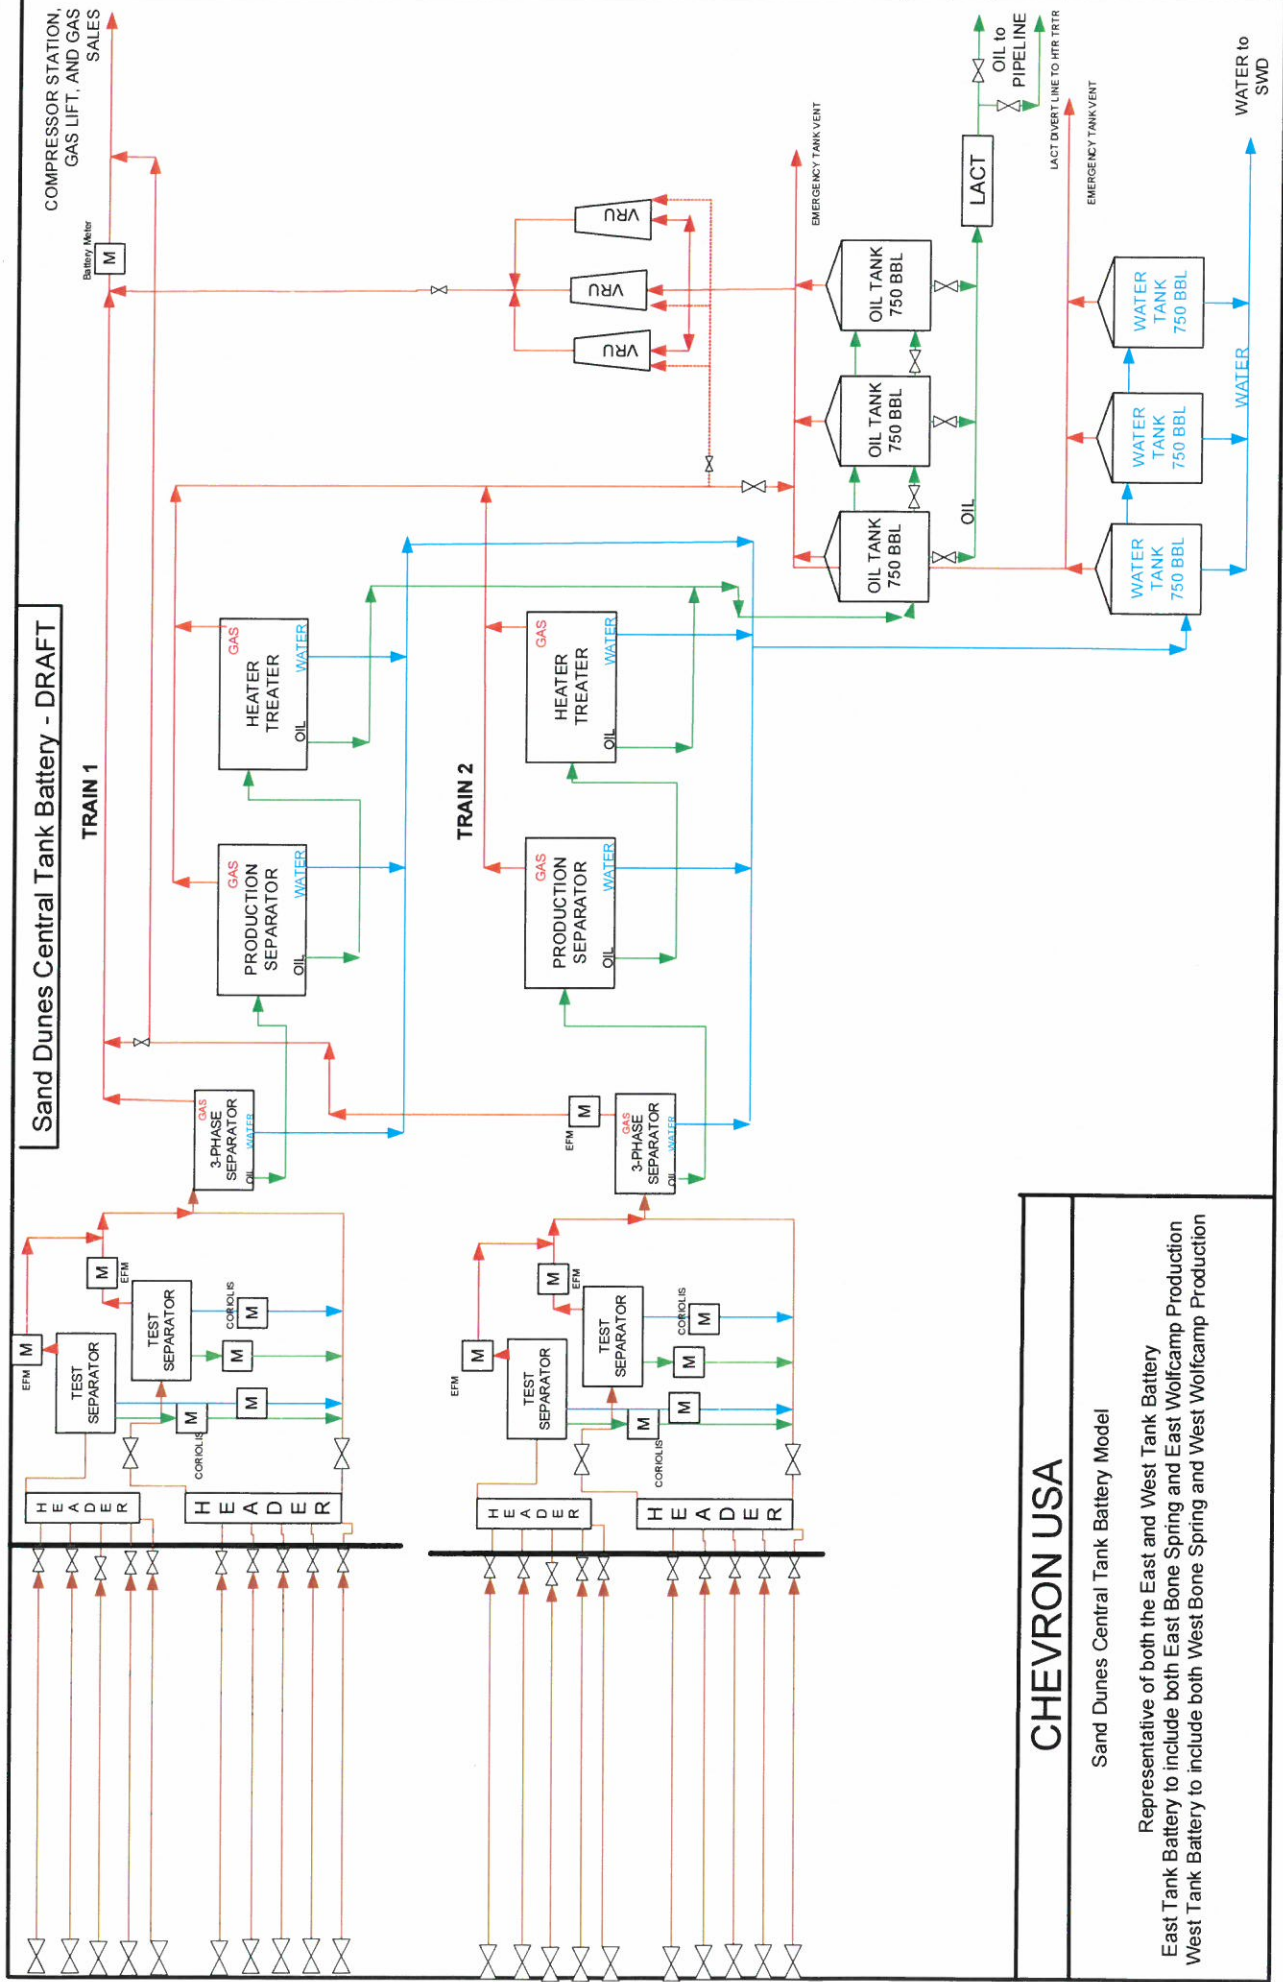 Sand Dunes Central Tank Battery - DRAFT
COMPRESSOR STATION,
GAS LIFT, AND GAS
SALES
Battery Meter
M
TRAIN 1
EFM
M
M
EFM
TEST
SEPARATOR
TEST
SEPARATOR
CORIOLIS
M
M
M
M
CORIOLIS
HEADER
HEADER
3-PHASE
SEPARATOR
GAS
WATER
OIL
PRODUCTION
SEPARATOR
GAS
WATER
OIL
HEATER
TREATER
GAS
WATER
OIL
VRU
VRU
VRU
TRAIN 2
EFM
M
M
EFM
TEST
SEPARATOR
TEST
SEPARATOR
CORIOLIS
M
M
M
M
CORIOLIS
HEADER
HEADER
EFM
M
3-PHASE
SEPARATOR
GAS
WATER
OIL
PRODUCTION
SEPARATOR
GAS
WATER
OIL
HEATER
TREATER
GAS
WATER
OIL
EMERGENCY TANK VENT
OIL TANK
750 BBL
OIL TANK
750 BBL
OIL TANK
750 BBL
OIL
LACT
OIL to
PIPELINE
LACT DIVERT LINE TO HTR TRTR
EMERGENCY TANK VENT
WATER
TANK
750 BBL
WATER
TANK
750 BBL
WATER
TANK
750 BBL
WATER
WATER to
SWD
CHEVRON USA
Sand Dunes Central Tank Battery Model
Representative of both the East and West Tank Battery
East Tank Battery to include both East Bone Spring and East Wolfcamp Production
West Tank Battery to include both West Bone Spring and West Wolfcamp Production